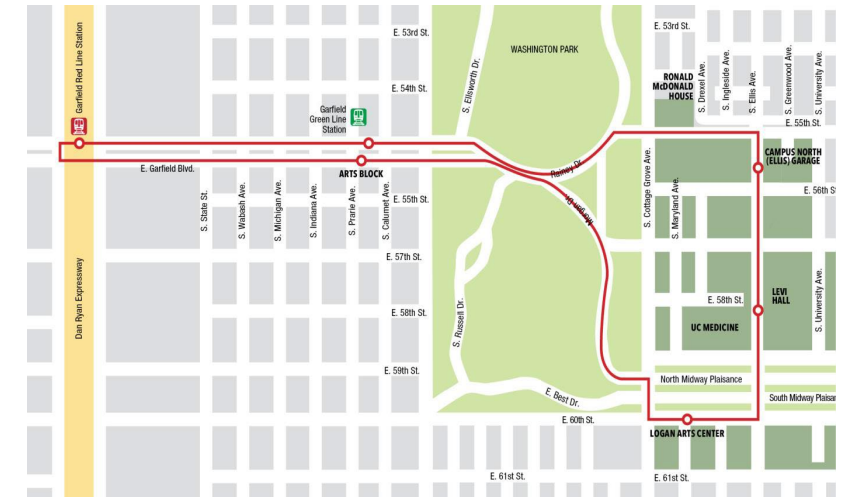 E. 53rd St.
WASHINGTON PARK
E. 53rd St.
Garfield Red Line Station
S. Ellsworth Dr.
E. 54th St.
RONALD
McDONALD
HOUSE
S. Drexel Ave.
S. Ingleside Ave.
S. Ellis Ave.
S. Greenwood Ave.
S. University Ave.
Garfield
Green Line
Station
E. 55th St.
CAMPUS NORTH
(ELLIS) GARAGE
E. Garfield Blvd.
ARTS BLOCK
Rainey Dr.
Morgan Dr.
S. Cottage Grove Ave.
S. Maryland Ave.
E. 56th S
S. State St.
S. Wabash Ave.
S. Michigan Ave.
S. Indiana Ave.
S. Prarie Ave.
S. Calumet Ave.
E. 55th St.
E. 57th St.
Dan Ryan Expressway
S. Russell Dr.
E. 58th St.
E. 58th St.
LEVI
HALL
S. University Ave.
UC MEDICINE
E. 59th St.
North Midway Plaisance
E. Best Dr.
South Midway Plaisar
E. 60th St.
LOGAN ARTS CENTER
E. 61st St.
E. 61st St.